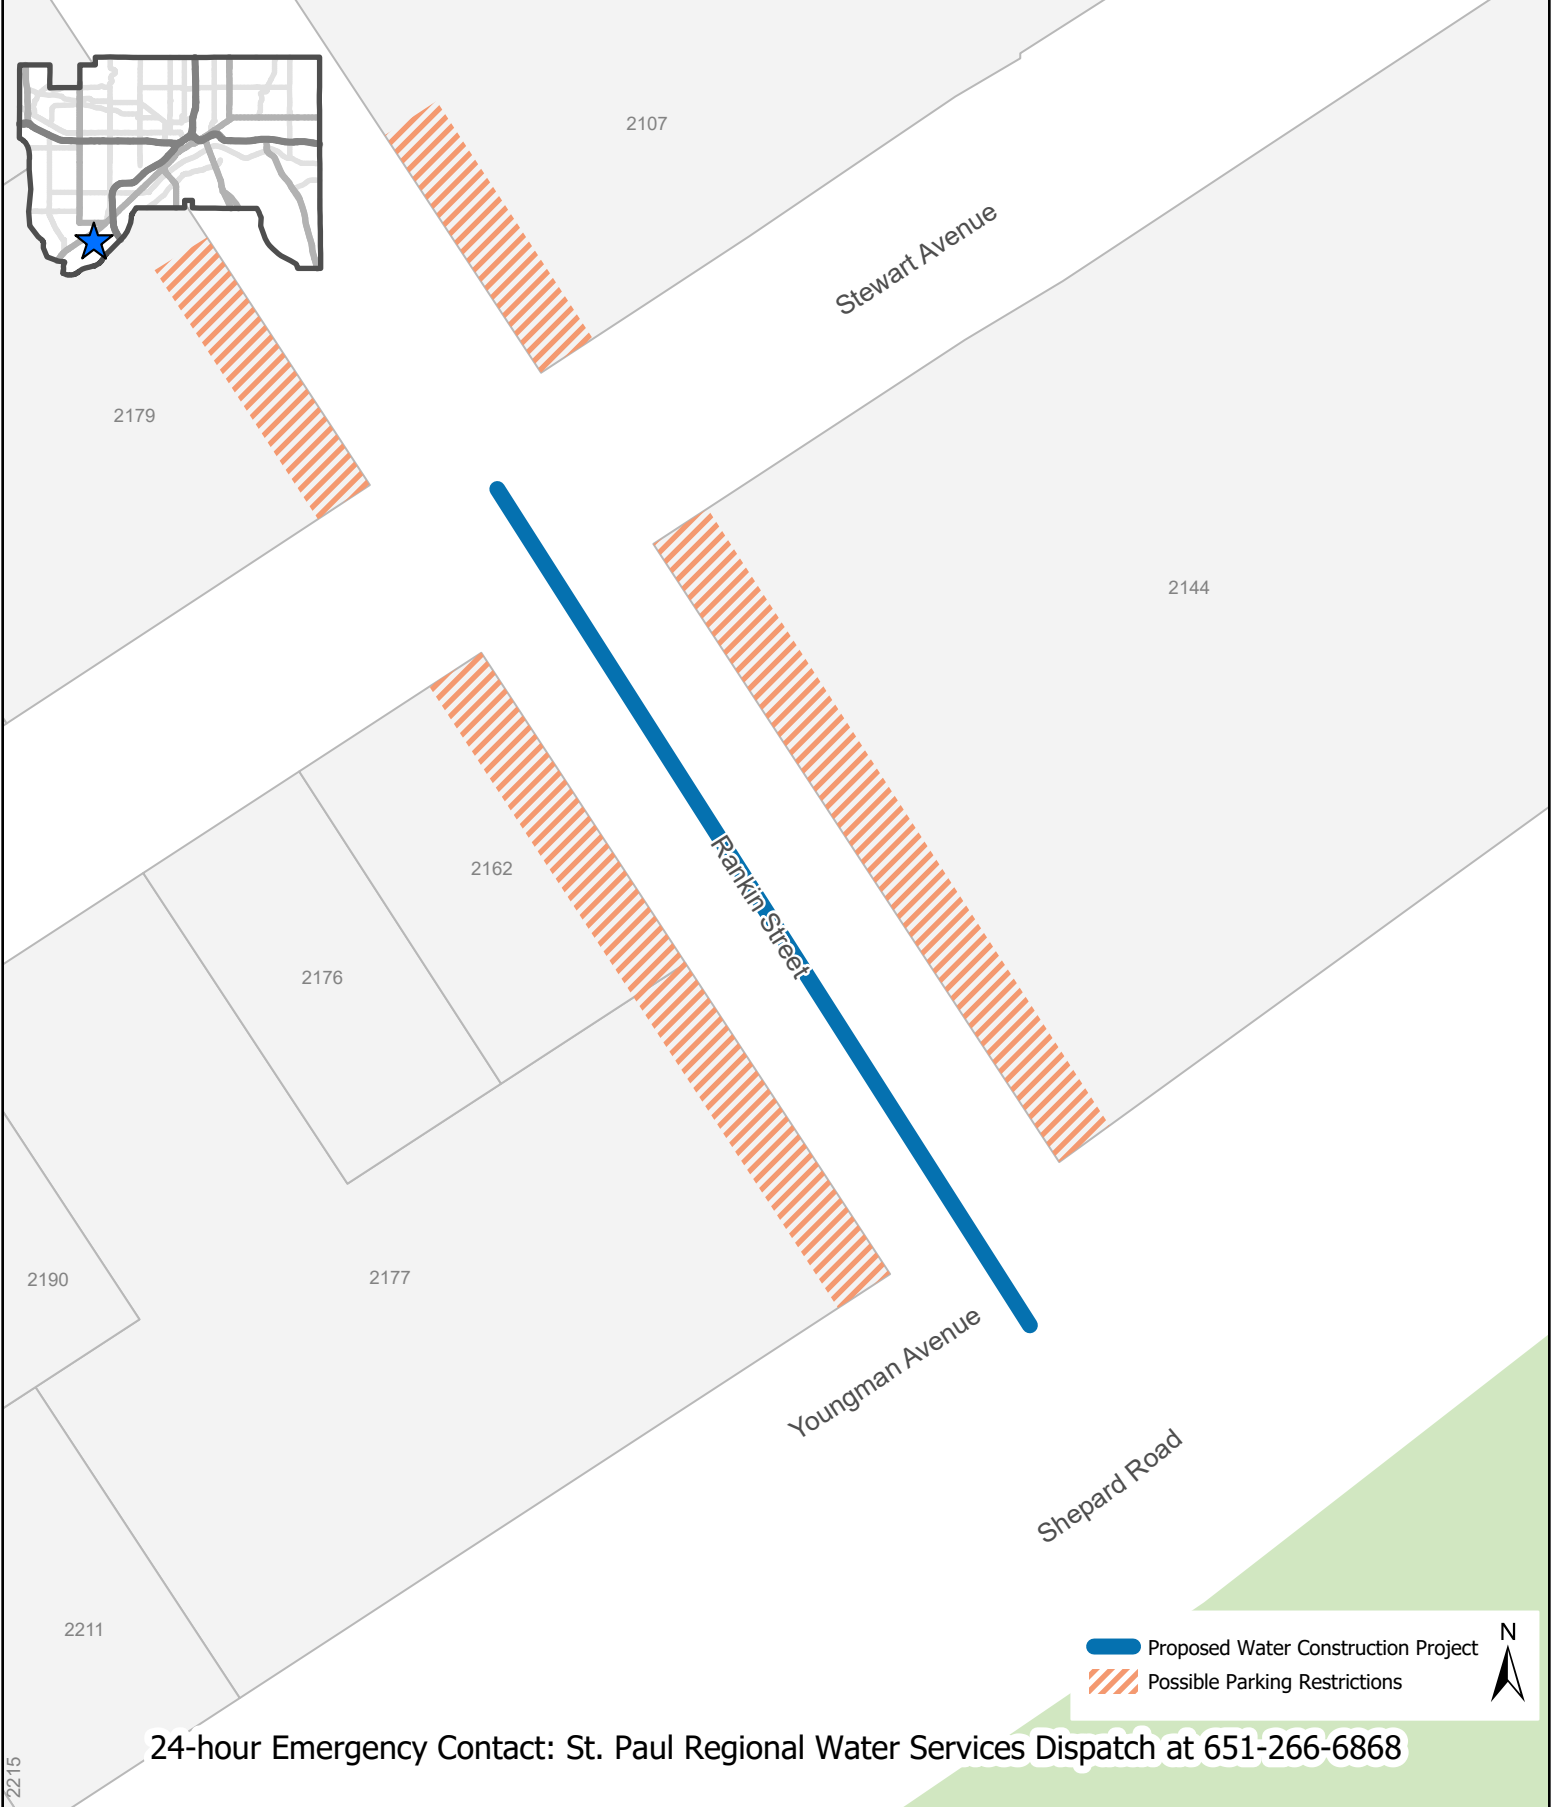 2107
Stewart Avenue
2179
2144
2162
Rankin Street
2176
2190
2177
Youngman Avenue
Shepard Road
2211
N
Proposed Water Construction Project
Possible Parking Restrictions
24-hour Emergency Contact: St. Paul Regional Water Services Dispatch at 651-266-6868
2215